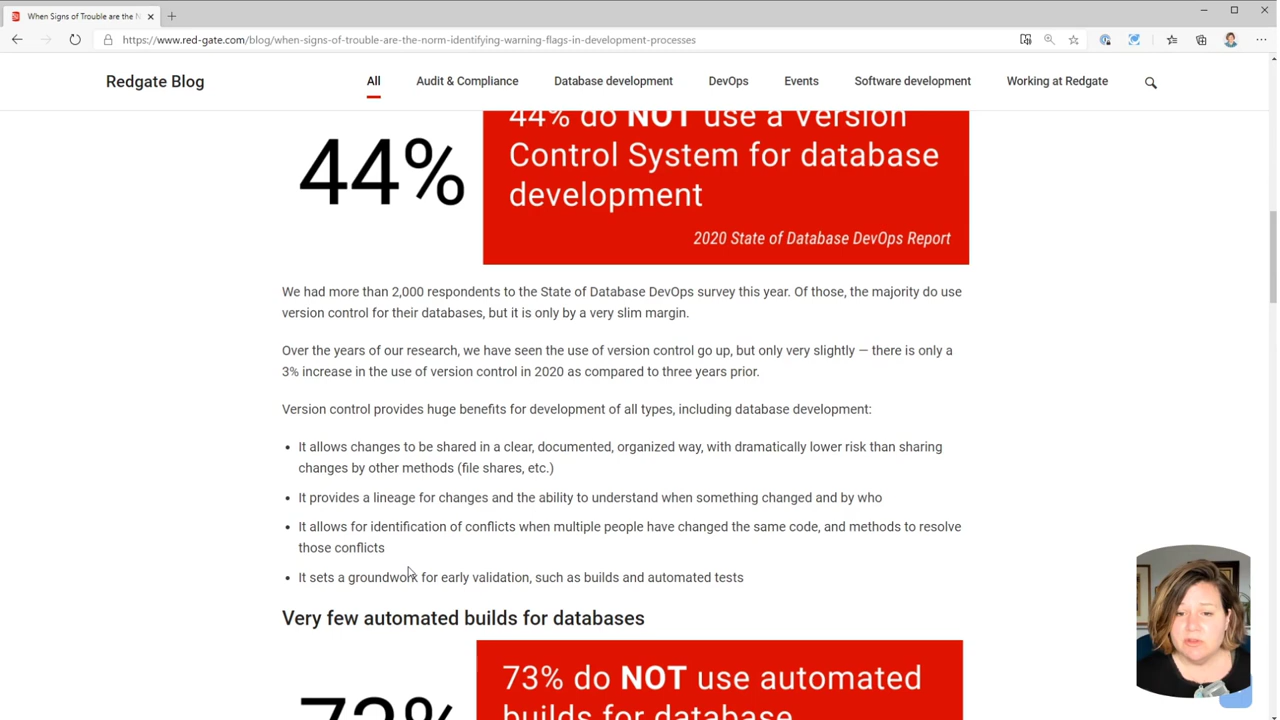 When Signs of Trouble are the N
https://www.red-gate.com/blog/when-signs-of-trouble-are-the-norm-identifying-warning-flags-in-development-processes
Redgate Blog
All
Audit & Compliance
Database development
DevOps
Events
Software development
Working at Redgate
44%
44% do NOT use a Version
Control System for database
development
2020 State of Database DevOps Report
We had more than 2,000 respondents to the State of Database DevOps survey this year. Of those, the majority do use
version control for their databases, but it is only by a very slim margin.
Over the years of our research, we have seen the use of version control go up, but only very slightly — there is only a
3% increase in the use of version control in 2020 as compared to three years prior.
Version control provides huge benefits for development of all types, including database development:
• It allows changes to be shared in a clear, documented, organized way, with dramatically lower risk than sharing
changes by other methods (file shares, etc.)
• It provides a lineage for changes and the ability to understand when something changed and by who
• It allows for identification of conflicts when multiple people have changed the same code, and methods to resolve
those conflicts
• It sets a groundwork for early validation, such as builds and automated tests
Very few automated builds for databases
73%
73% do NOT use automated
builds for database